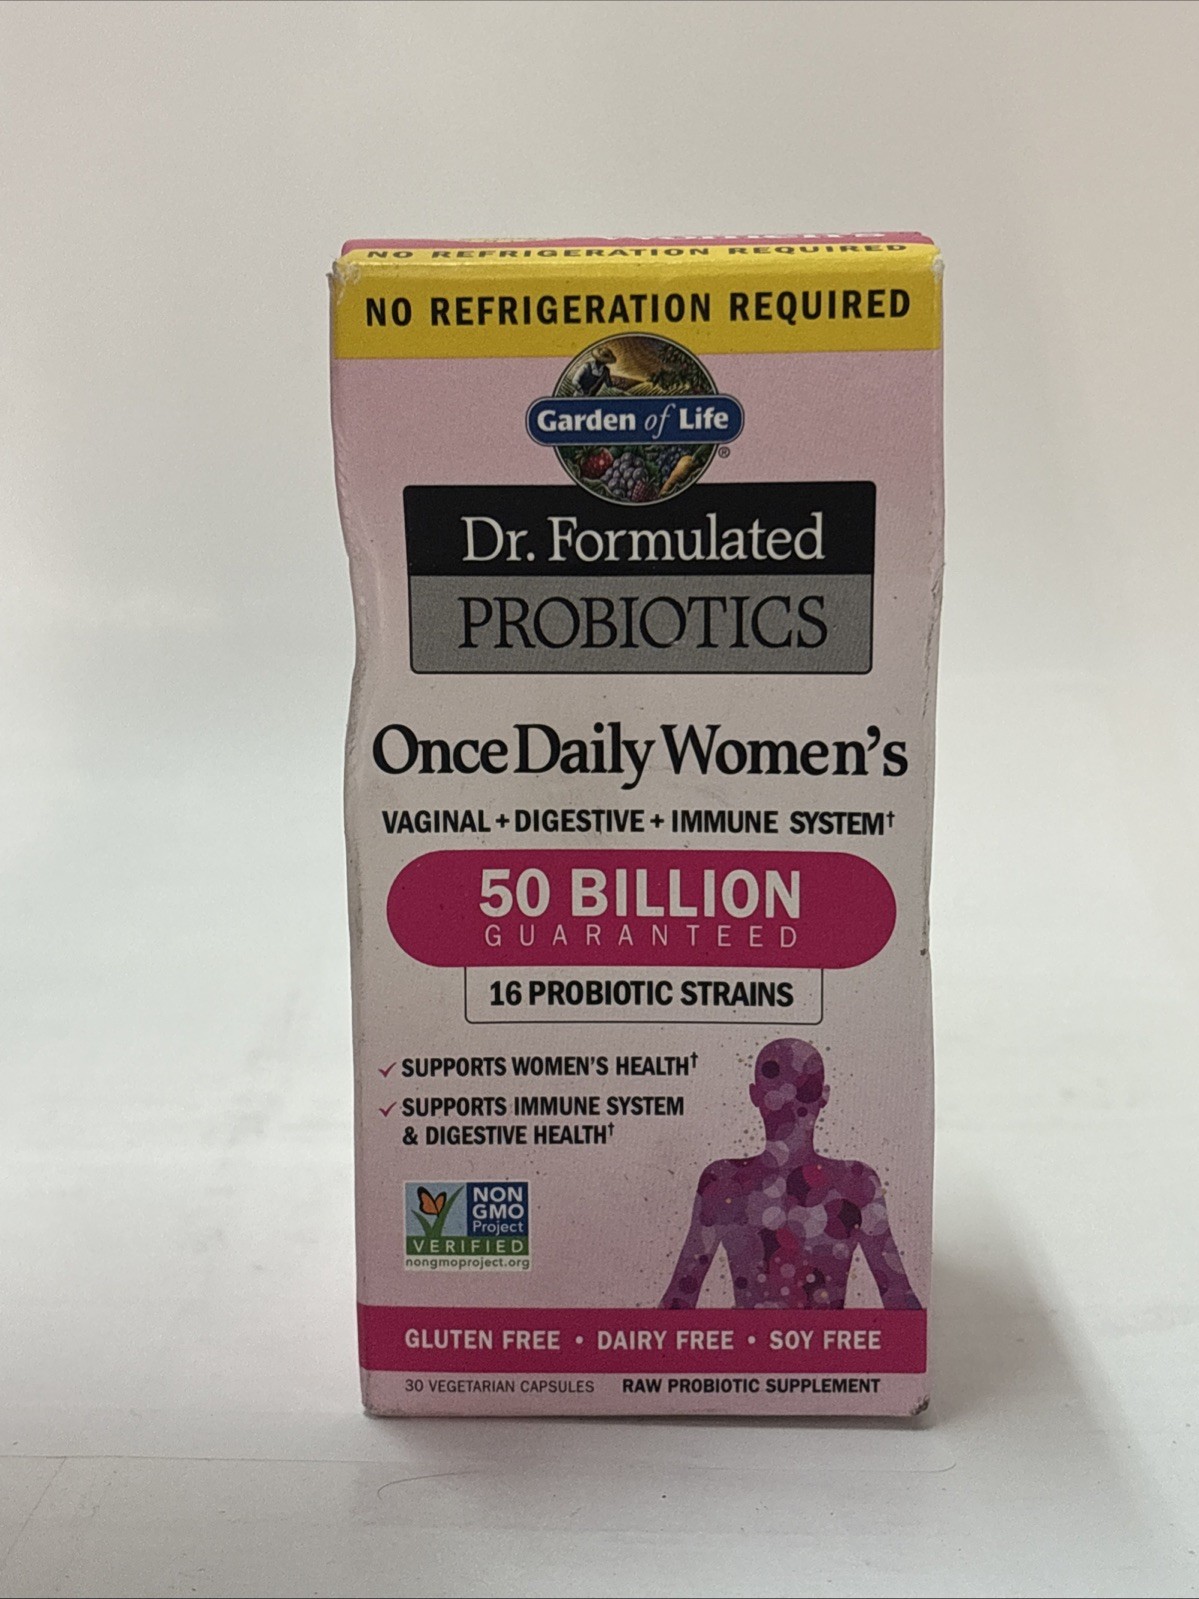 NO REFRIGERATION REQUIRED
NO REFRIGERATION REQUIRED
Garden of Life
®
Dr. Formulated
PROBIOTICS
Once Daily Women's
VAGINAL + DIGESTIVE + IMMUNE SYSTEM†
50 BILLION
GUARANTEED
16 PROBIOTIC STRAINS
✓ SUPPORTS WOMEN'S HEALTH†
✓ SUPPORTS IMMUNE SYSTEM
& DIGESTIVE HEALTH†
NON
GMO
Project
VERIFIED
nongmoproject.org
GLUTEN FREE • DAIRY FREE • SOY FREE
30 VEGETARIAN CAPSULES RAW PROBIOTIC SUPPLEMENT